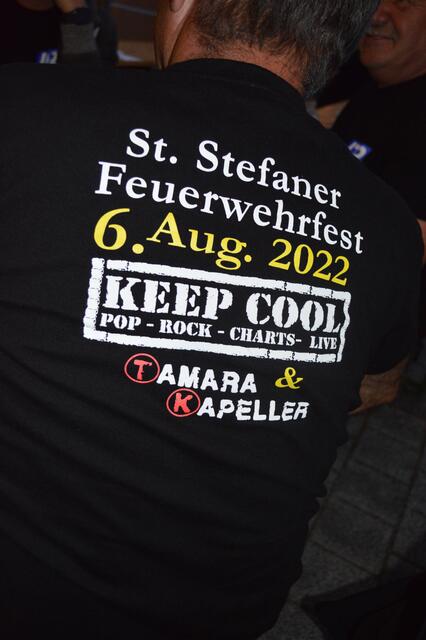 St. Stefaner
Feuerwehrfest
6. Aug. 2022
KEEP COOL
POP - ROCK - CHARTS- LIVE
TAMARA &
KAPELLER